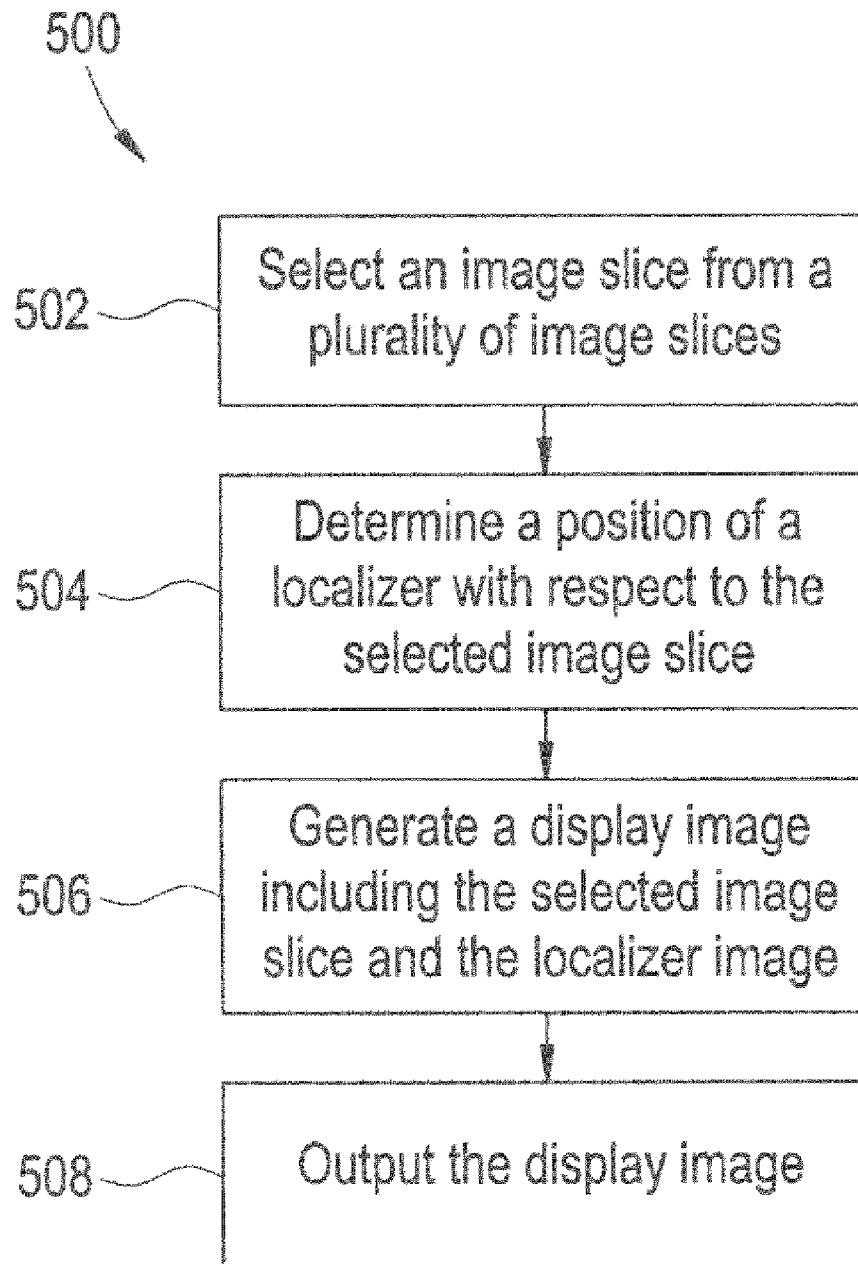 500
502
Select an image slice from a
plurality of image slices
504
Determine a position of a
localizer with respect to the
selected image slice
506
Generate a display image
including the selected image
slice and the localizer image
508
Output the display image